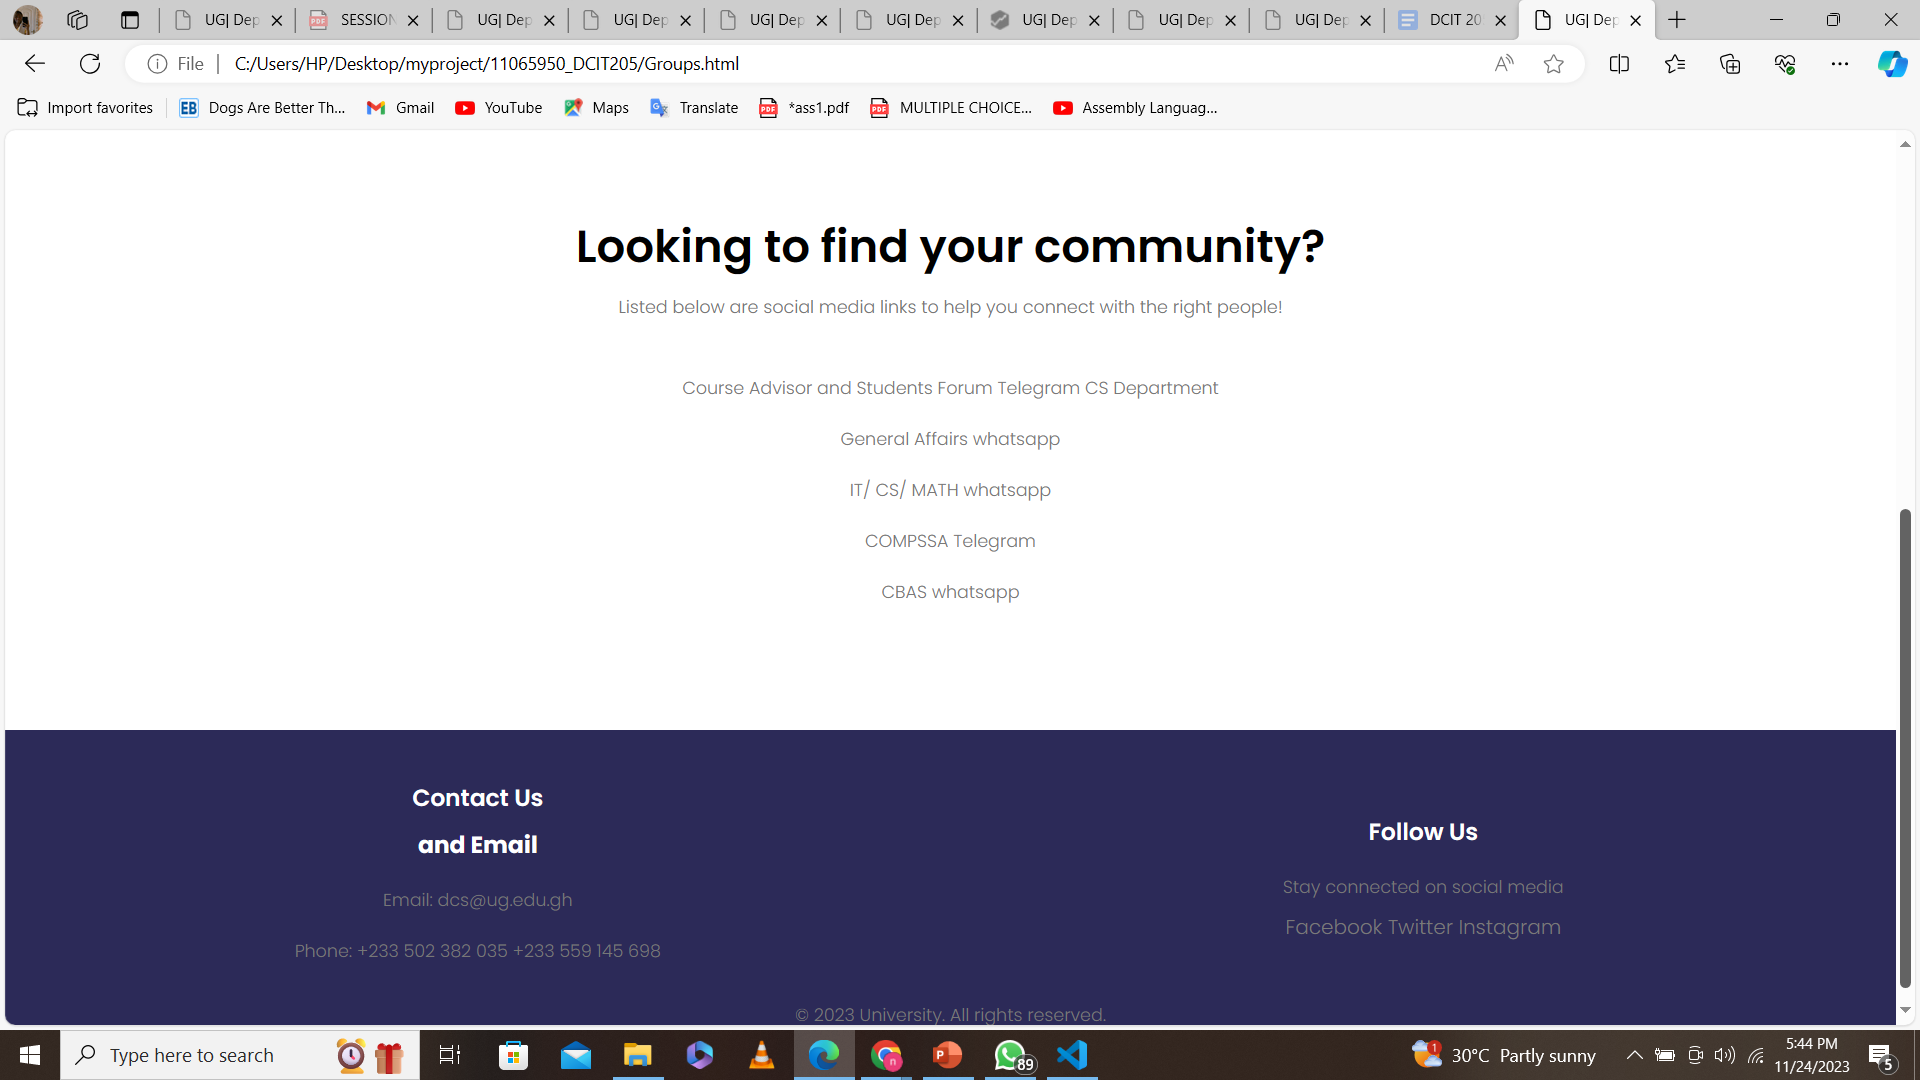 UG| Dep
SESSION
UG| Dep
UG| Dep
UG| Dep
UG| Dep
UG| Dep
UG| Dep
UG| Dep
DCIT 20
UG| Dep
File
C:/Users/HP/Desktop/myproject/11065950_DCIT205/Groups.html
Import favorites
EB Dogs Are Better Th...
Gmail
YouTube
Maps
Translate
PDF *ass1.pdf
PDF MULTIPLE CHOICE...
Assembly Languag...
Looking to find your community?
Listed below are social media links to help you connect with the right people!
Course Advisor and Students Forum Telegram CS Department
General Affairs whatsapp
IT/ CS/ MATH whatsapp
COMPSSA Telegram
CBAS whatsapp
Contact Us
and Email
Email: dcs@ug.edu.gh
Phone: +233 502 382 035 +233 559 145 698
Follow Us
Stay connected on social media
Facebook Twitter Instagram
© 2023 University. All rights reserved.
Type here to search
89
1
30°C Partly sunny
5:44 PM
11/24/2023
5